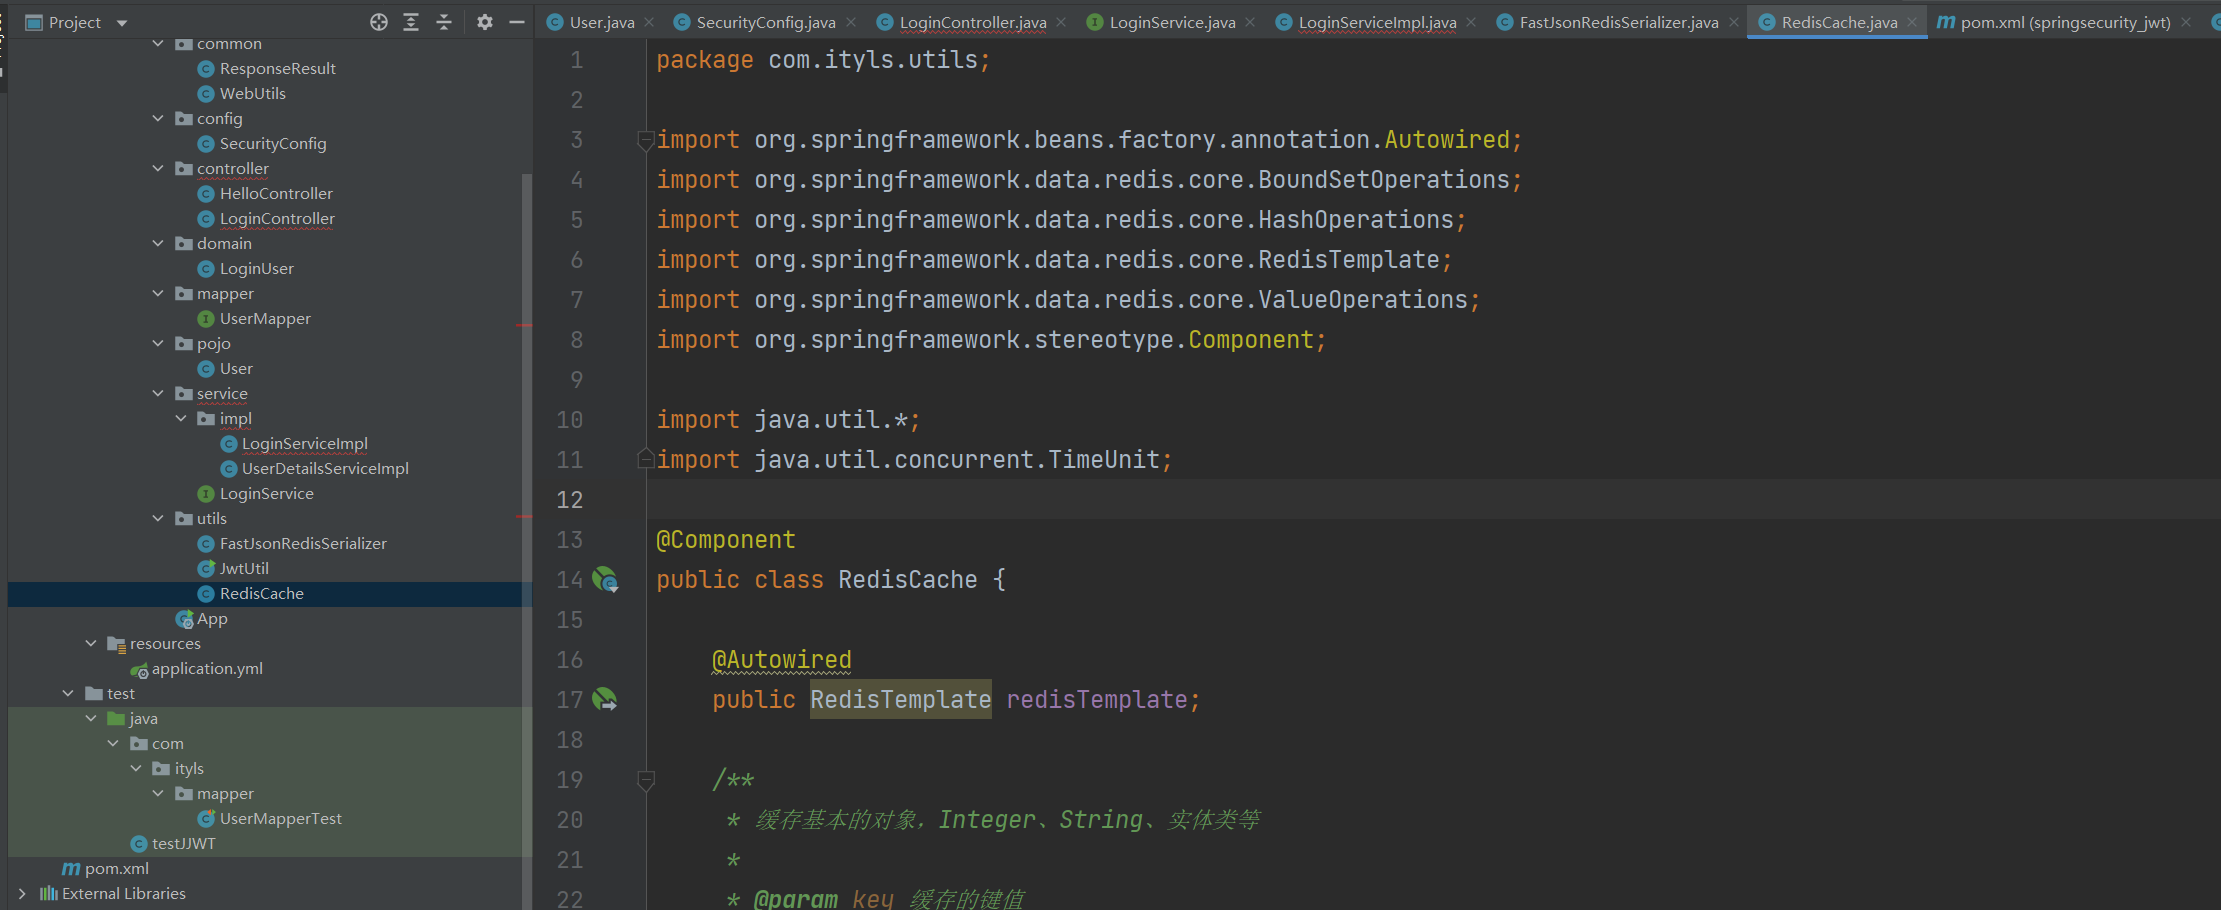 Project
common
ResponseResult
WebUtils
config
SecurityConfig
controller
HelloController
LoginController
domain
LoginUser
mapper
UserMapper
pojo
User
service
impl
LoginServiceImpl
UserDetailsServiceImpl
LoginService
utils
FastJsonRedisSerializer
JwtUtil
RedisCache
App
resources
application.yml
test
java
com
ityls
mapper
UserMapperTest
testJJWT
pom.xml
External Libraries
User.java SecurityConfig.java LoginController.java LoginService.java LoginServiceImpl.java FastJsonRedisSerializer.java RedisCache.java pom.xml (springsecurity_jwt)
1 package com.ityls.utils;
2
3 import org.springframework.beans.factory.annotation.Autowired;
4 import org.springframework.data.redis.core.BoundSetOperations;
5 import org.springframework.data.redis.core.HashOperations;
6 import org.springframework.data.redis.core.RedisTemplate;
7 import org.springframework.data.redis.core.ValueOperations;
8 import org.springframework.stereotype.Component;
9
10 import java.util.*;
11 import java.util.concurrent.TimeUnit;
12
13 @Component
14 public class RedisCache {
15
16 @Autowired
17 public RedisTemplate redisTemplate;
18
19 /**
20 * 缓存基本的对象，Integer、String、实体类等
21 *
22 * @param key 缓存的键值